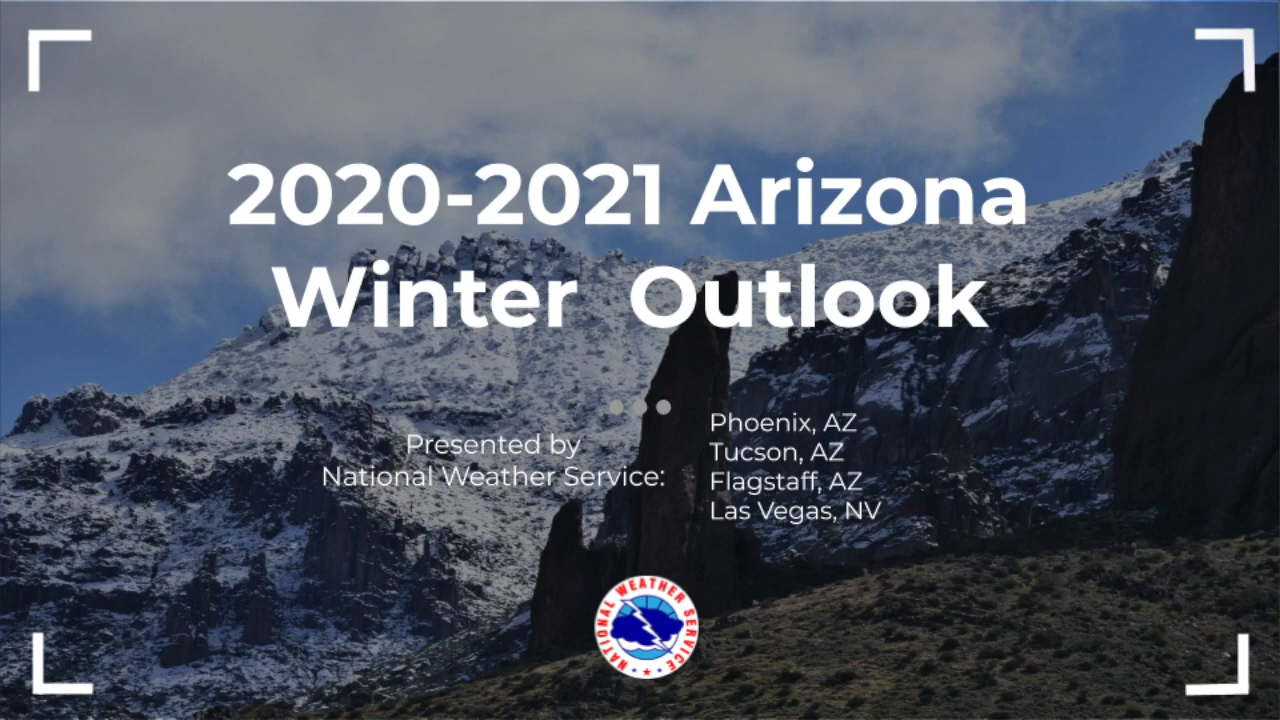 2020-2021 Arizona
Winter Outlook
Presented by
National Weather Service:
Phoenix, AZ
Tucson, AZ
Flagstaff, AZ
Las Vegas, NV
NATIONAL WEATHER SERVICE